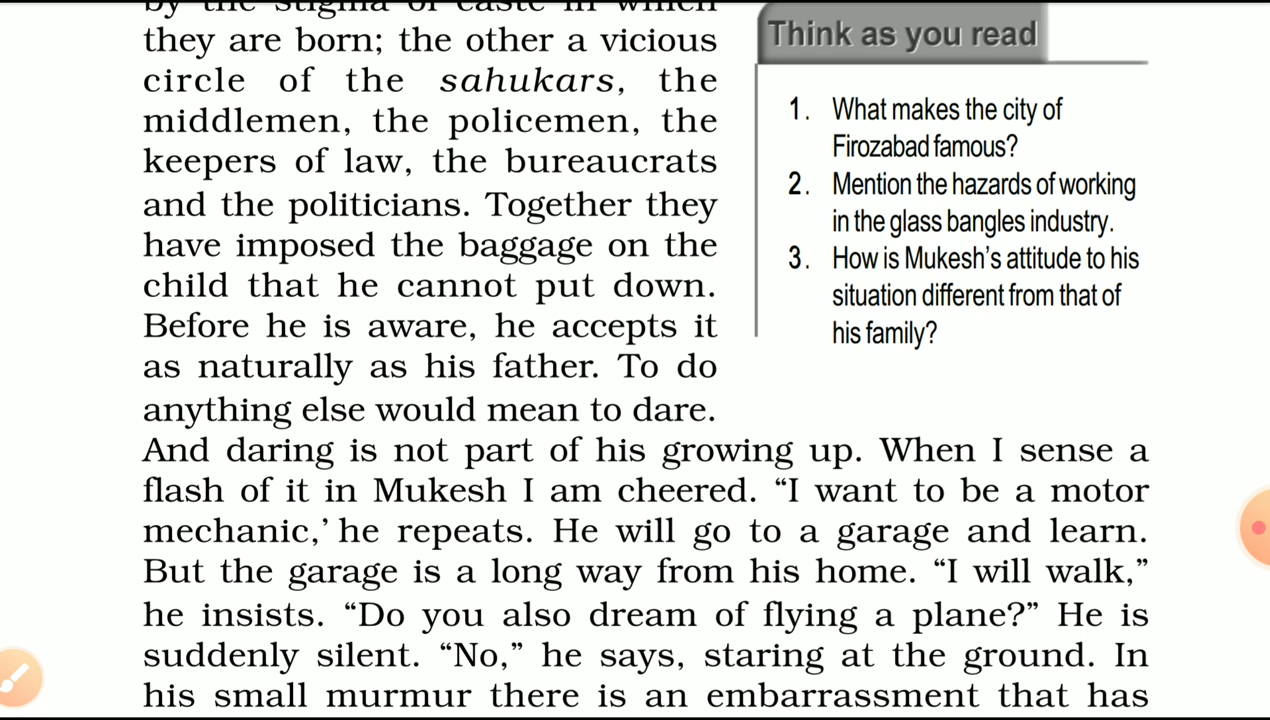 by the stigma of caste in which
they are born; the other a vicious
circle of the sahukars, the
middlemen, the policemen, the
keepers of law, the bureaucrats
and the politicians. Together they
have imposed the baggage on the
child that he cannot put down.
Before he is aware, he accepts it
as naturally as his father. To do
anything else would mean to dare.
And daring is not part of his growing up. When I sense a
flash of it in Mukesh I am cheered. “I want to be a motor
mechanic,’ he repeats. He will go to a garage and learn.
But the garage is a long way from his home. “I will walk,”
he insists. “Do you also dream of flying a plane?” He is
suddenly silent. “No,” he says, staring at the ground. In
his small murmur there is an embarrassment that has
Think as you read
1. What makes the city of
Firozabad famous?
2. Mention the hazards of working
in the glass bangles industry.
3. How is Mukesh’s attitude to his
situation different from that of
his family?